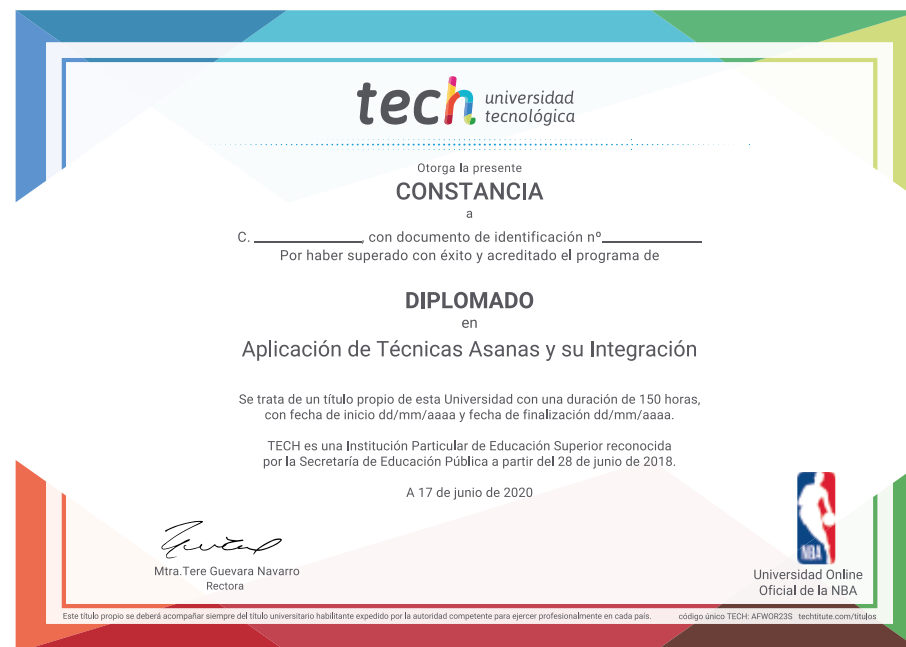 tech universidad
tecnológica
Otorga la presente
CONSTANCIA
a
C. ____________, con documento de identificación nº____________
Por haber superado con éxito y acreditado el programa de
DIPLOMADO
en
Aplicación de Técnicas Asanas y su Integración
Se trata de un título propio de esta Universidad con una duración de 150 horas,
con fecha de inicio dd/mm/aaaa y fecha de finalización dd/mm/aaaa.
TECH es una Institución Particular de Educación Superior reconocida
por la Secretaría de Educación Pública a partir del 28 de junio de 2018.
A 17 de junio de 2020
Mtra.Tere Guevara Navarro
Rectora
NBA
Universidad Online
Oficial de la NBA
Este título propio se deberá acompañar siempre del título universitario habilitante expedido por la autoridad competente para ejercer profesionalmente en cada país.
código único TECH: AFWOR23S techtitute.com/titulos